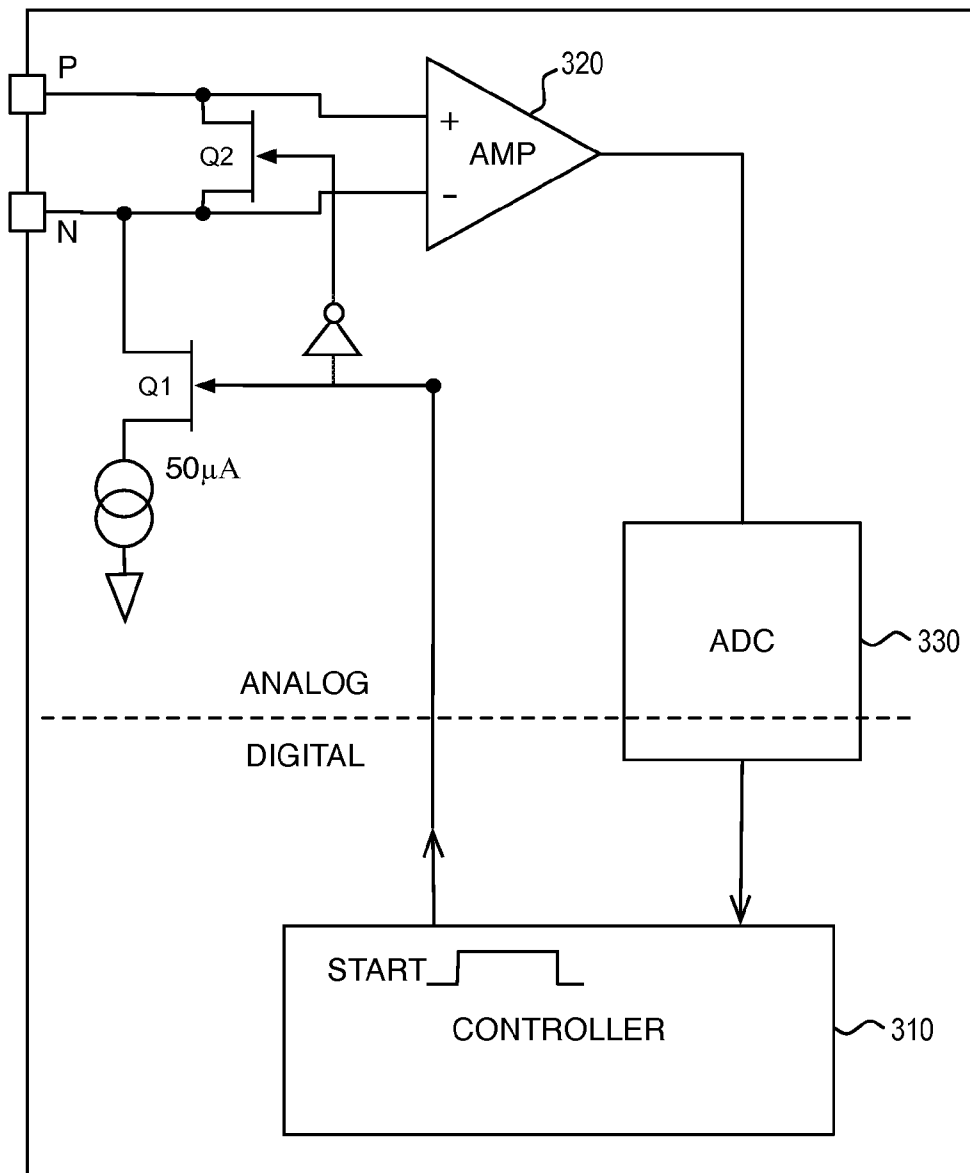 P
320
+
AMP
Q2
-
N
Q1
50µA
ADC
330
ANALOG
DIGITAL
START
CONTROLLER
310